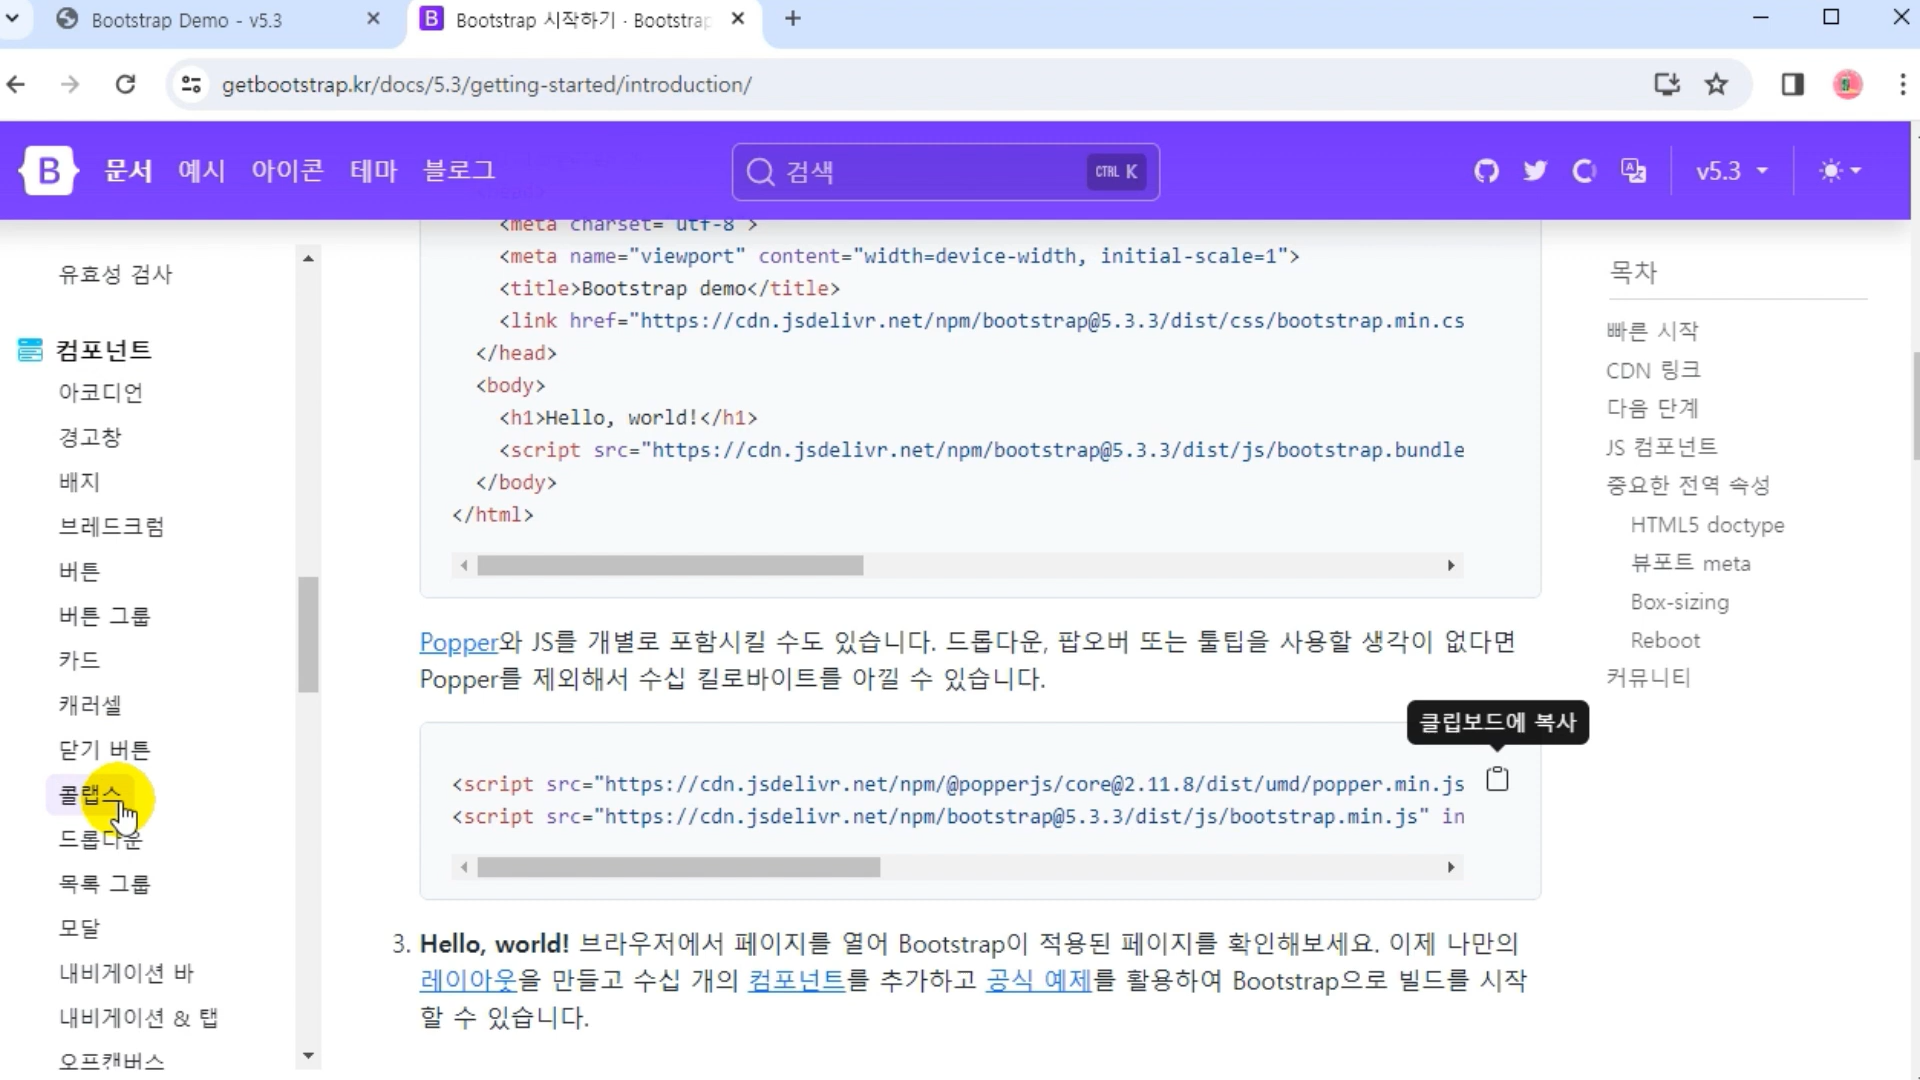 Bootstrap Demo - v5.3
Bootstrap 시작하기 · Bootstrap
getbootstrap.kr/docs/5.3/getting-started/introduction/
B 문서 예시 아이콘 테마 블로그
검색 CTRL K
v5.3
유효성 검사
컴포넌트
아코디언
경고창
배지
브레드크럼
버튼
버튼 그룹
카드
캐러셀
닫기 버튼
콜랩스
드롭다운
목록 그룹
모달
내비게이션 바
내비게이션 & 탭
오프캔버스
<meta charset="utf-8">
<meta name="viewport" content="width=device-width, initial-scale=1">
<title>Bootstrap demo</title>
<link href="https://cdn.jsdelivr.net/npm/bootstrap@5.3.3/dist/css/bootstrap.min.cs
</head>
<body>
<h1>Hello, world!</h1>
<script src="https://cdn.jsdelivr.net/npm/bootstrap@5.3.3/dist/js/bootstrap.bundle
</body>
</html>
Popper와 JS를 개별로 포함시킬 수도 있습니다. 드롭다운, 팝오버 또는 툴팁을 사용할 생각이 없다면
Popper를 제외해서 수십 킬로바이트를 아낄 수 있습니다.
클립보드에 복사
<script src="https://cdn.jsdelivr.net/npm/@popperjs/core@2.11.8/dist/umd/popper.min.js
<script src="https://cdn.jsdelivr.net/npm/bootstrap@5.3.3/dist/js/bootstrap.min.js" in
3. Hello, world! 브라우저에서 페이지를 열어 Bootstrap이 적용된 페이지를 확인해보세요. 이제 나만의
레이아웃을 만들고 수십 개의 컴포넌트를 추가하고 공식 예제를 활용하여 Bootstrap으로 빌드를 시작
할 수 있습니다.
목차
빠른 시작
CDN 링크
다음 단계
JS 컴포넌트
중요한 전역 속성
HTML5 doctype
뷰포트 meta
Box-sizing
Reboot
커뮤니티